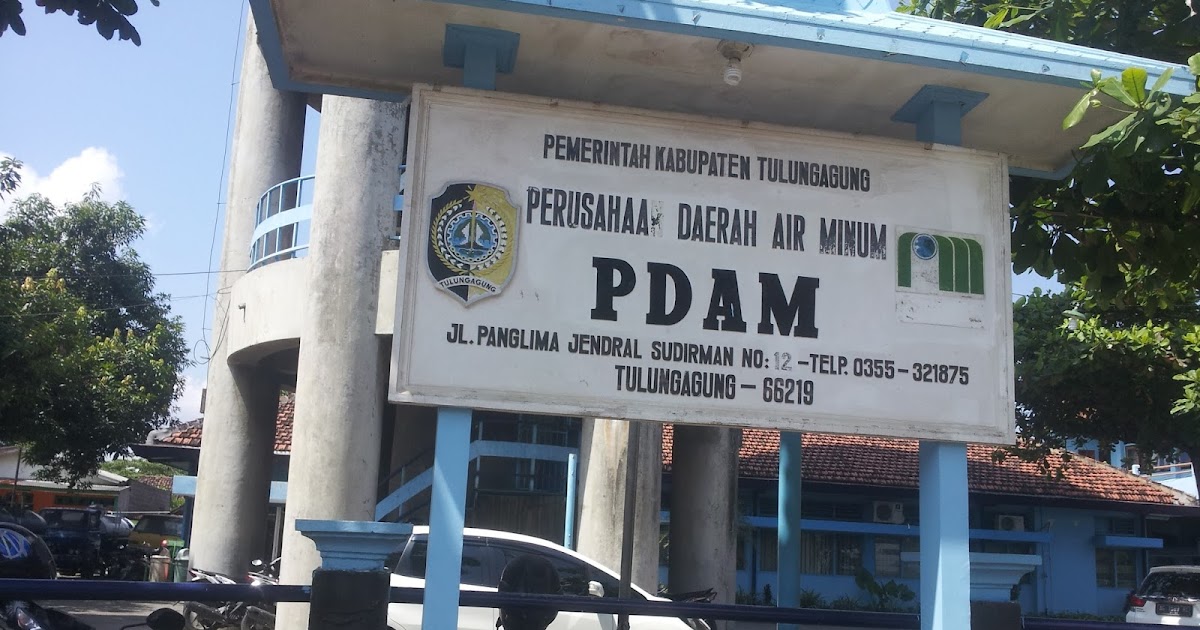 PEMERINTAH KABUPATEN TULUNGAGUNG
PERUSAHAAN DAERAH AIR MINUM
TULUNGAGUNG
PDAM
JL. PANGLIMA JENDRAL SUDIRMAN NO: 12 - TELP. 0355 - 321875
TULUNGAGUNG - 66219